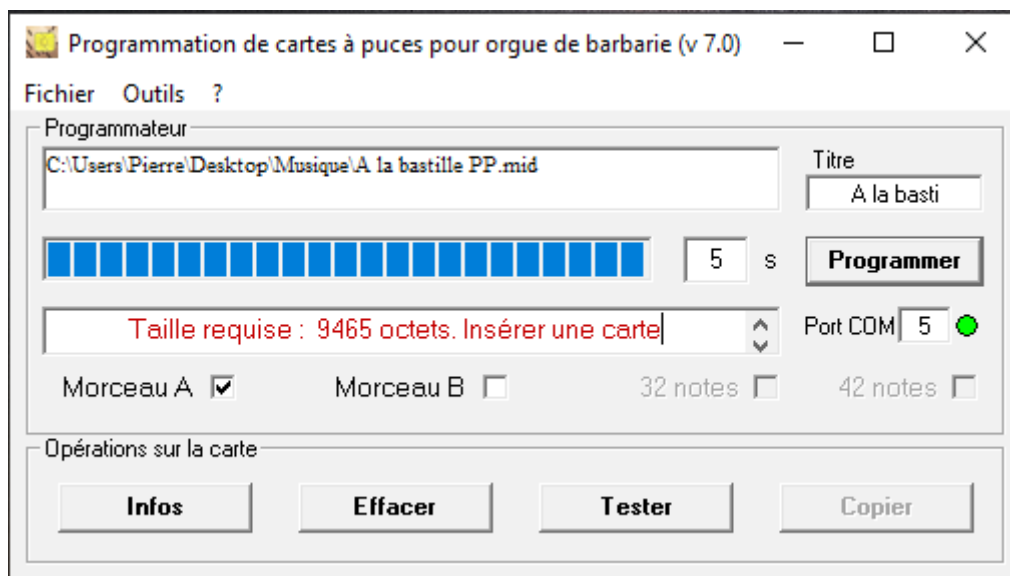 Programmation de cartes à puces pour orgue de barbarie (v 7.0)
Fichier Outils ?
Programmateur
C:\Users\Pierre\Desktop\Musique\A la bastille PP.mid
Titre
A la basti
5 s
Programmer
Taille requise : 9465 octets. Insérer une carte
Port COM 5
Morceau A Morceau B 32 notes 42 notes
Opérations sur la carte
Infos Effacer Tester Copier